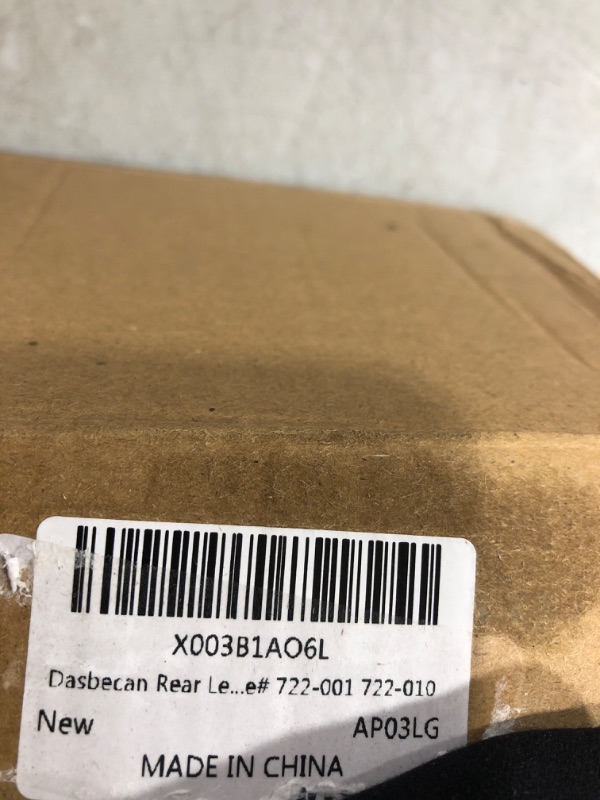 X003B1AO6L
Dasbecan Rear Le...e# 722-001 722-010
New AP03LG
MADE IN CHINA